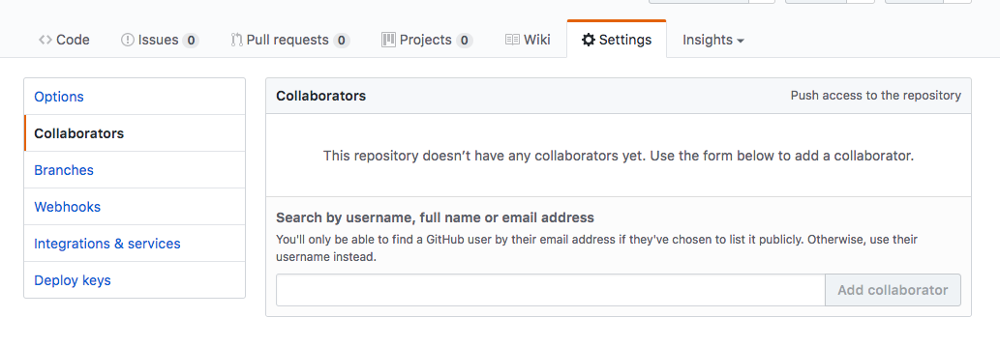 Code Issues 0 Pull requests 0 Projects 0 Wiki Settings Insights
Options
Collaborators
Branches
Webhooks
Integrations & services
Deploy keys
Collaborators Push access to the repository
This repository doesn’t have any collaborators yet. Use the form below to add a collaborator.
Search by username, full name or email address
You'll only be able to find a GitHub user by their email address if they've chosen to list it publicly. Otherwise, use their
username instead.
Add collaborator